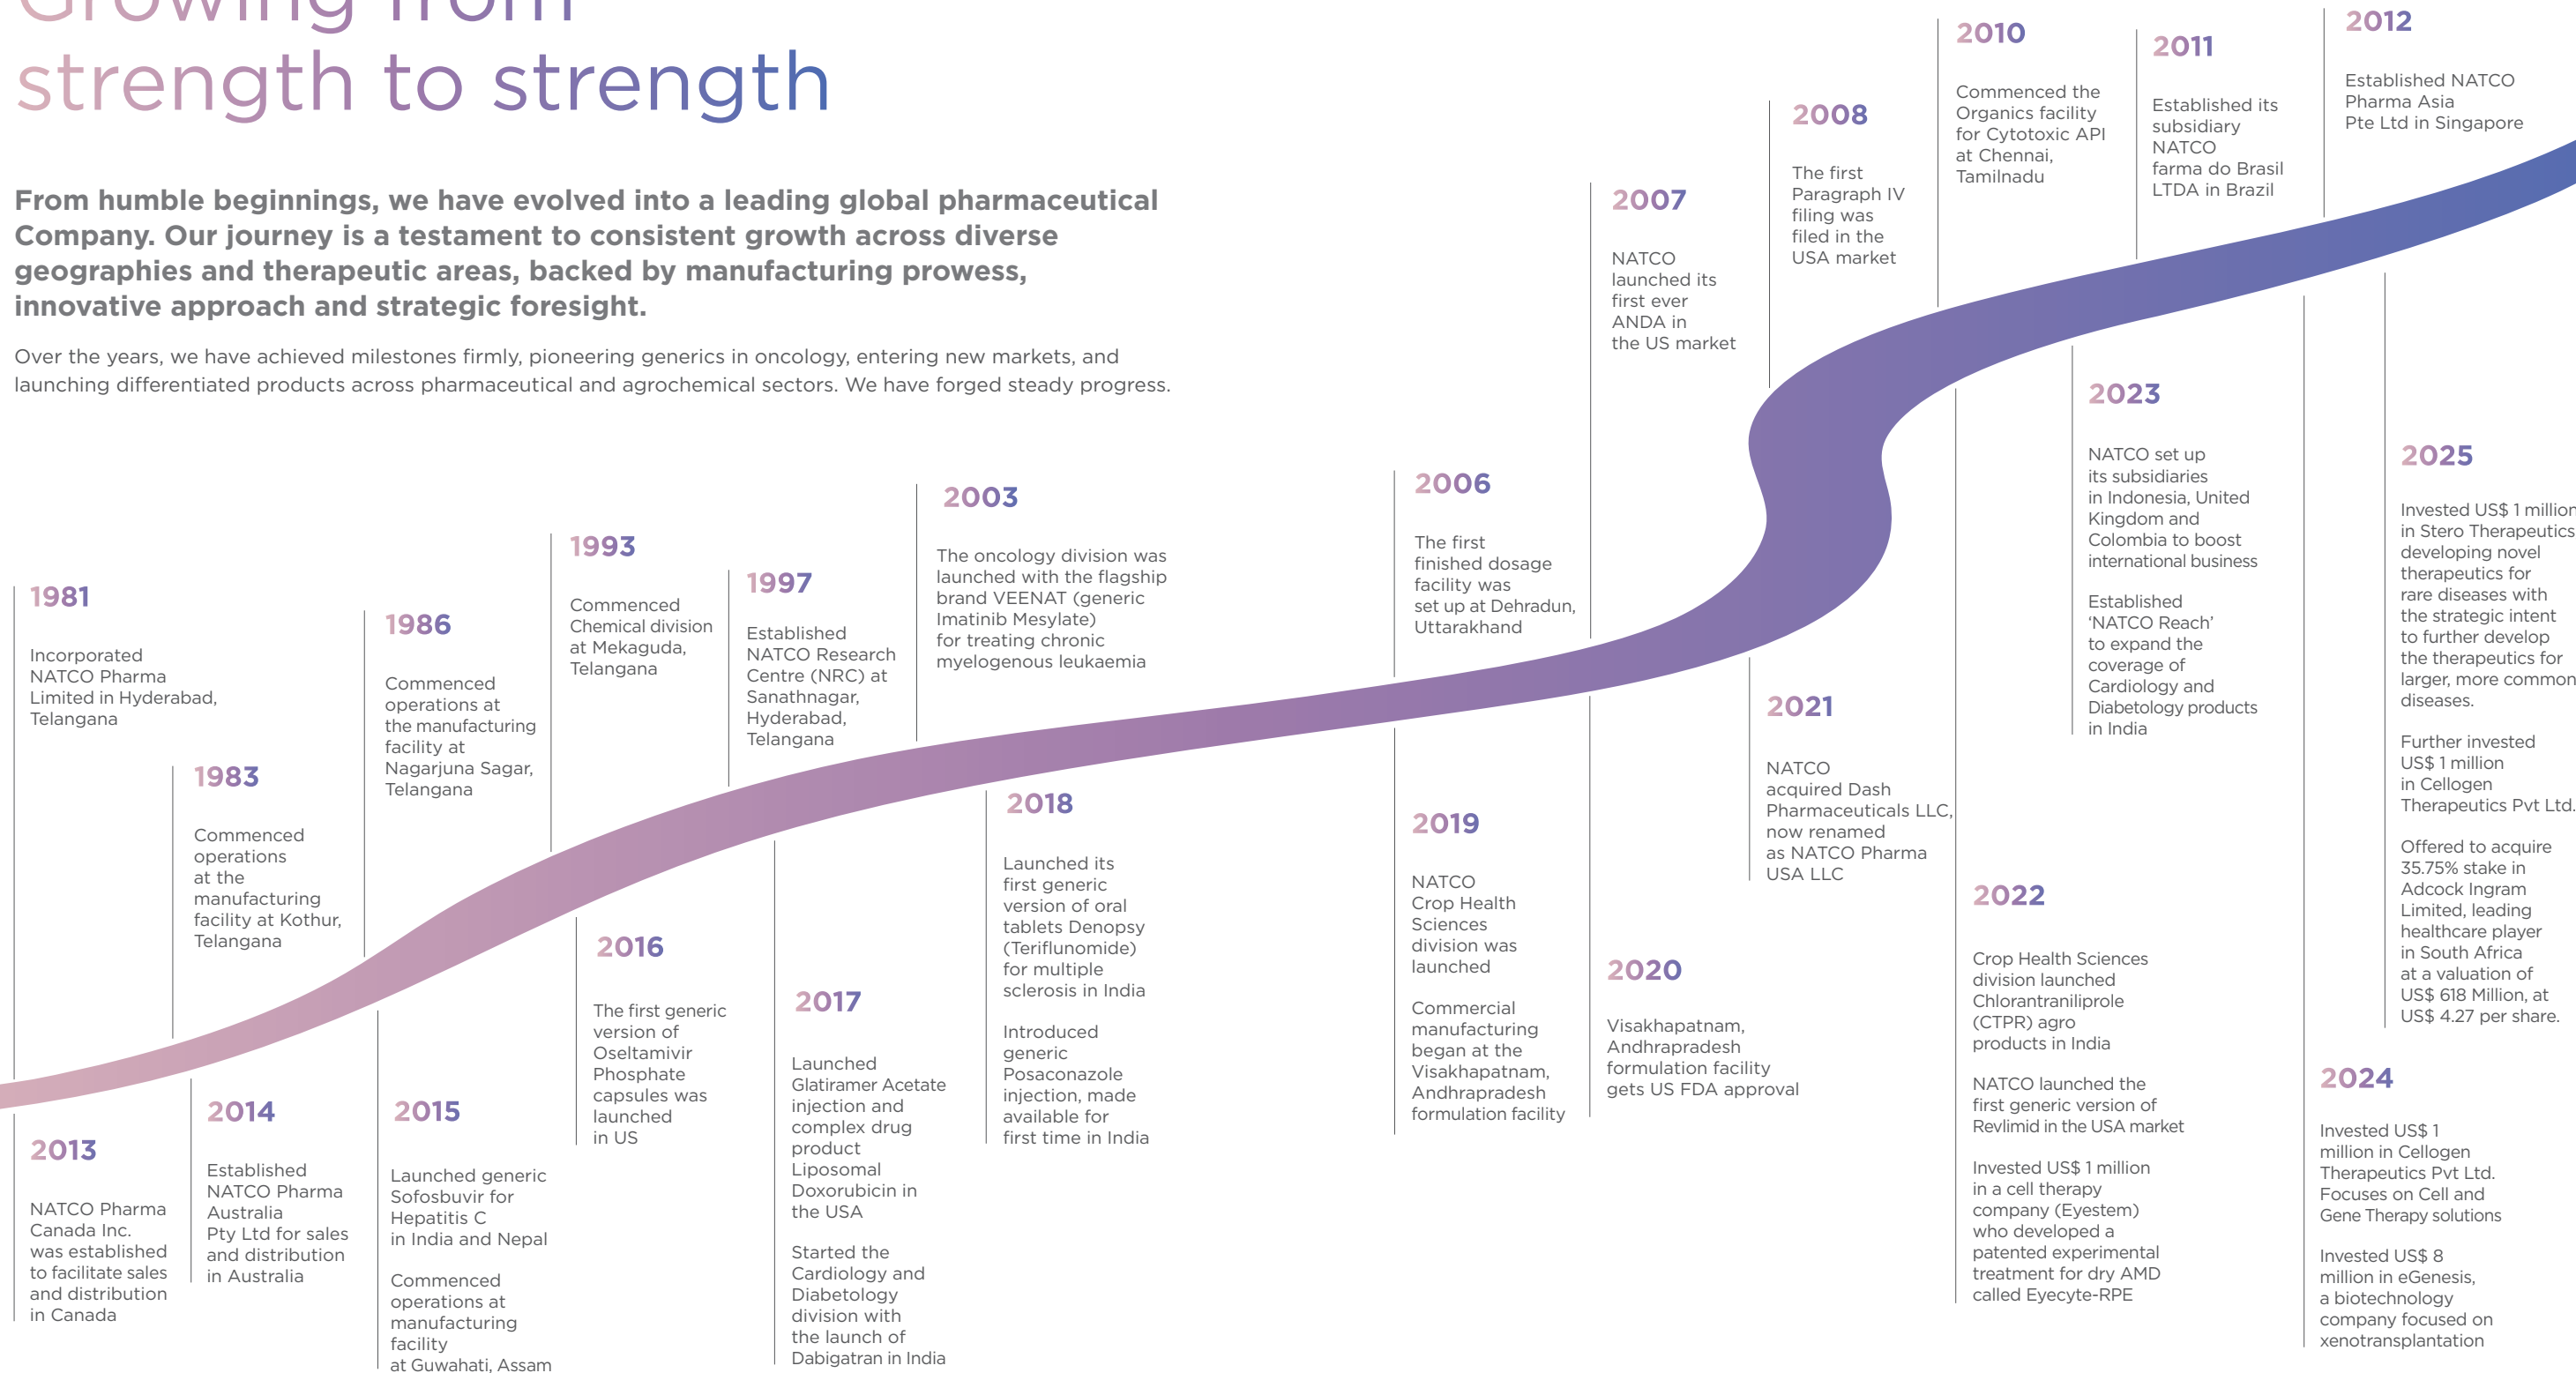 Growing from
strength to strength
From humble beginnings, we have evolved into a leading global pharmaceutical
Company. Our journey is a testament to consistent growth across diverse
geographies and therapeutic areas, backed by manufacturing prowess,
innovative approach and strategic foresight.
Over the years, we have achieved milestones firmly, pioneering generics in oncology, entering new markets, and
launching differentiated products across pharmaceutical and agrochemical sectors. We have forged steady progress.
1981
Incorporated
NATCO Pharma
Limited in Hyderabad,
Telangana
1983
Commenced
operations
at the
manufacturing
facility at Kothur,
Telangana
1986
Commenced
operations at
the manufacturing
facility at
Nagarjuna Sagar,
Telangana
1993
Commenced
Chemical division
at Mekaguda,
Telangana
1997
Established
NATCO Research
Centre (NRC) at
Sanathnagar,
Hyderabad,
Telangana
2003
The oncology division was
launched with the flagship
brand VEENAT (generic
Imatinib Mesylate)
for treating chronic
myelogenous leukaemia
2006
The first
finished dosage
facility was
set up at Dehradun,
Uttarakhand
2007
NATCO
launched its
first ever
ANDA in
the US market
2008
The first
Paragraph IV
filing was
filed in the
USA market
2010
Commenced the
Organics facility
for Cytotoxic API
at Chennai,
Tamilnadu
2011
Established its
subsidiary
NATCO
farma do Brasil
LTDA in Brazil
2012
Established NATCO
Pharma Asia
Pte Ltd in Singapore
2013
NATCO Pharma
Canada Inc.
was established
to facilitate sales
and distribution
in Canada
2014
Established
NATCO Pharma
Australia
Pty Ltd for sales
and distribution
in Australia
2015
Launched generic
Sofosbuvir for
Hepatitis C
in India and Nepal
Commenced
operations at
manufacturing
facility
at Guwahati, Assam
2016
The first generic
version of
Oseltamivir
Phosphate
capsules was
launched
in US
2017
Launched
Glatiramer Acetate
injection and
complex drug
product
Liposomal
Doxorubicin in
the USA
Started the
Cardiology and
Diabetology
division with
the launch of
Dabigatran in India
2018
Launched its
first generic
version of oral
tablets Denopsy
(Teriflunomide)
for multiple
sclerosis in India
Introduced
generic
Posaconazole
injection, made
available for
first time in India
2019
NATCO
Crop Health
Sciences
division was
launched
Commercial
manufacturing
began at the
Visakhapatnam,
Andhrapradesh
formulation facility
2020
Visakhapatnam,
Andhrapradesh
formulation facility
gets US FDA approval
2021
NATCO
acquired Dash
Pharmaceuticals LLC,
now renamed
as NATCO Pharma
USA LLC
2022
Crop Health Sciences
division launched
Chlorantraniliprole
(CTPR) agro
products in India
NATCO launched the
first generic version of
Revlimid in the USA market
Invested US$ 1 million
in a cell therapy
company (Eyestem)
who developed a
patented experimental
treatment for dry AMD
called Eyecyte-RPE
2023
NATCO set up
its subsidiaries
in Indonesia, United
Kingdom and
Colombia to boost
international business
Established
‘NATCO Reach’
to expand the
coverage of
Cardiology and
Diabetology products
in India
2024
Invested US$ 1
million in Cellogen
Therapeutics Pvt Ltd.
Focuses on Cell and
Gene Therapy solutions
Invested US$ 8
million in eGenesis,
a biotechnology
company focused on
xenotransplantation
2025
Invested US$ 1 million
in Stero Therapeutics
developing novel
therapeutics for
rare diseases with
the strategic intent
to further develop
the therapeutics for
larger, more common
diseases.
Further invested
US$ 1 million
in Cellogen
Therapeutics Pvt Ltd.
Offered to acquire
35.75% stake in
Adcock Ingram
Limited, leading
healthcare player
in South Africa
at a valuation of
US$ 618 Million, at
US$ 4.27 per share.